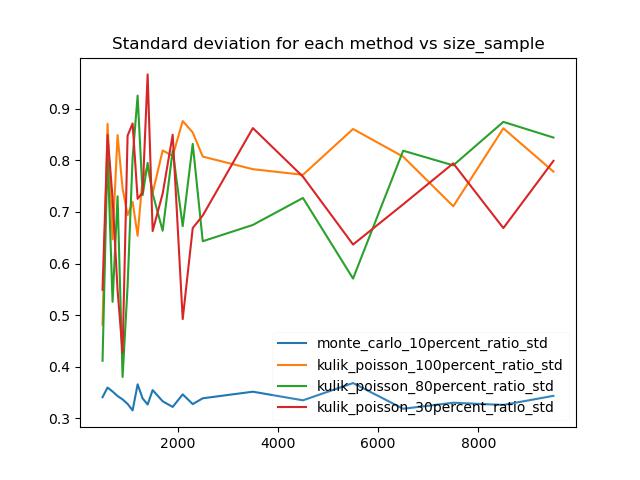 Standard deviation for each method vs size_sample
0.9
0.8
0.7
0.6
0.5
0.4
0.3
monte_carlo_10percent_ratio_std
kulik_poisson_100percent_ratio_std
kulik_poisson_80percent_ratio_std
kulik_poisson_30percent_ratio_std
2000 4000 6000 8000